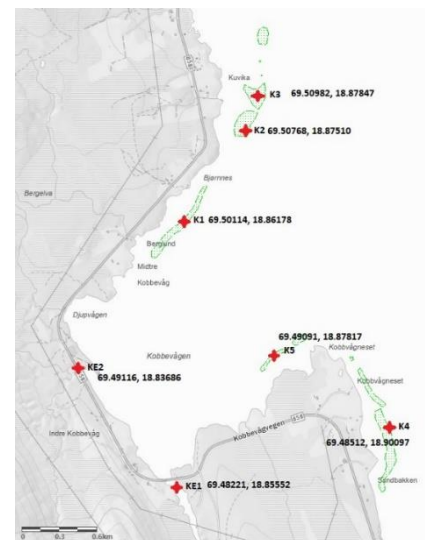 Kuvika
K3 69.50982, 18.87847
K2 69.50768, 18.87510
Bjørnnes
Bergelva
K1 69.50114, 18.86178
Berglund
Midtre
Kobbevåg
Djupvågen
69.49091, 18.87817
K5
Kobbvågneset
Kobbevågen
KE2
69.49116, 18.83686
Kobbvågneset
Kobbevågvegen
K4
69.48512, 18.90097
Indre Kobbevåg
Sandbakken
KE1 69.48221, 18.85552
0 0.3 0.6km